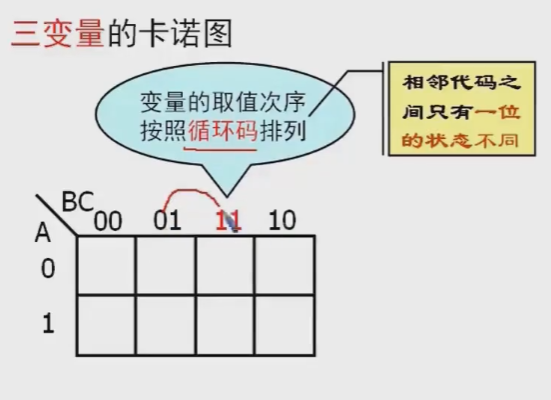 三变量的卡诺图
变量的取值次序
按照循环码排列
相邻代码之
间只有一位
的状态不同
BC
A
00 01 11 10
0
1